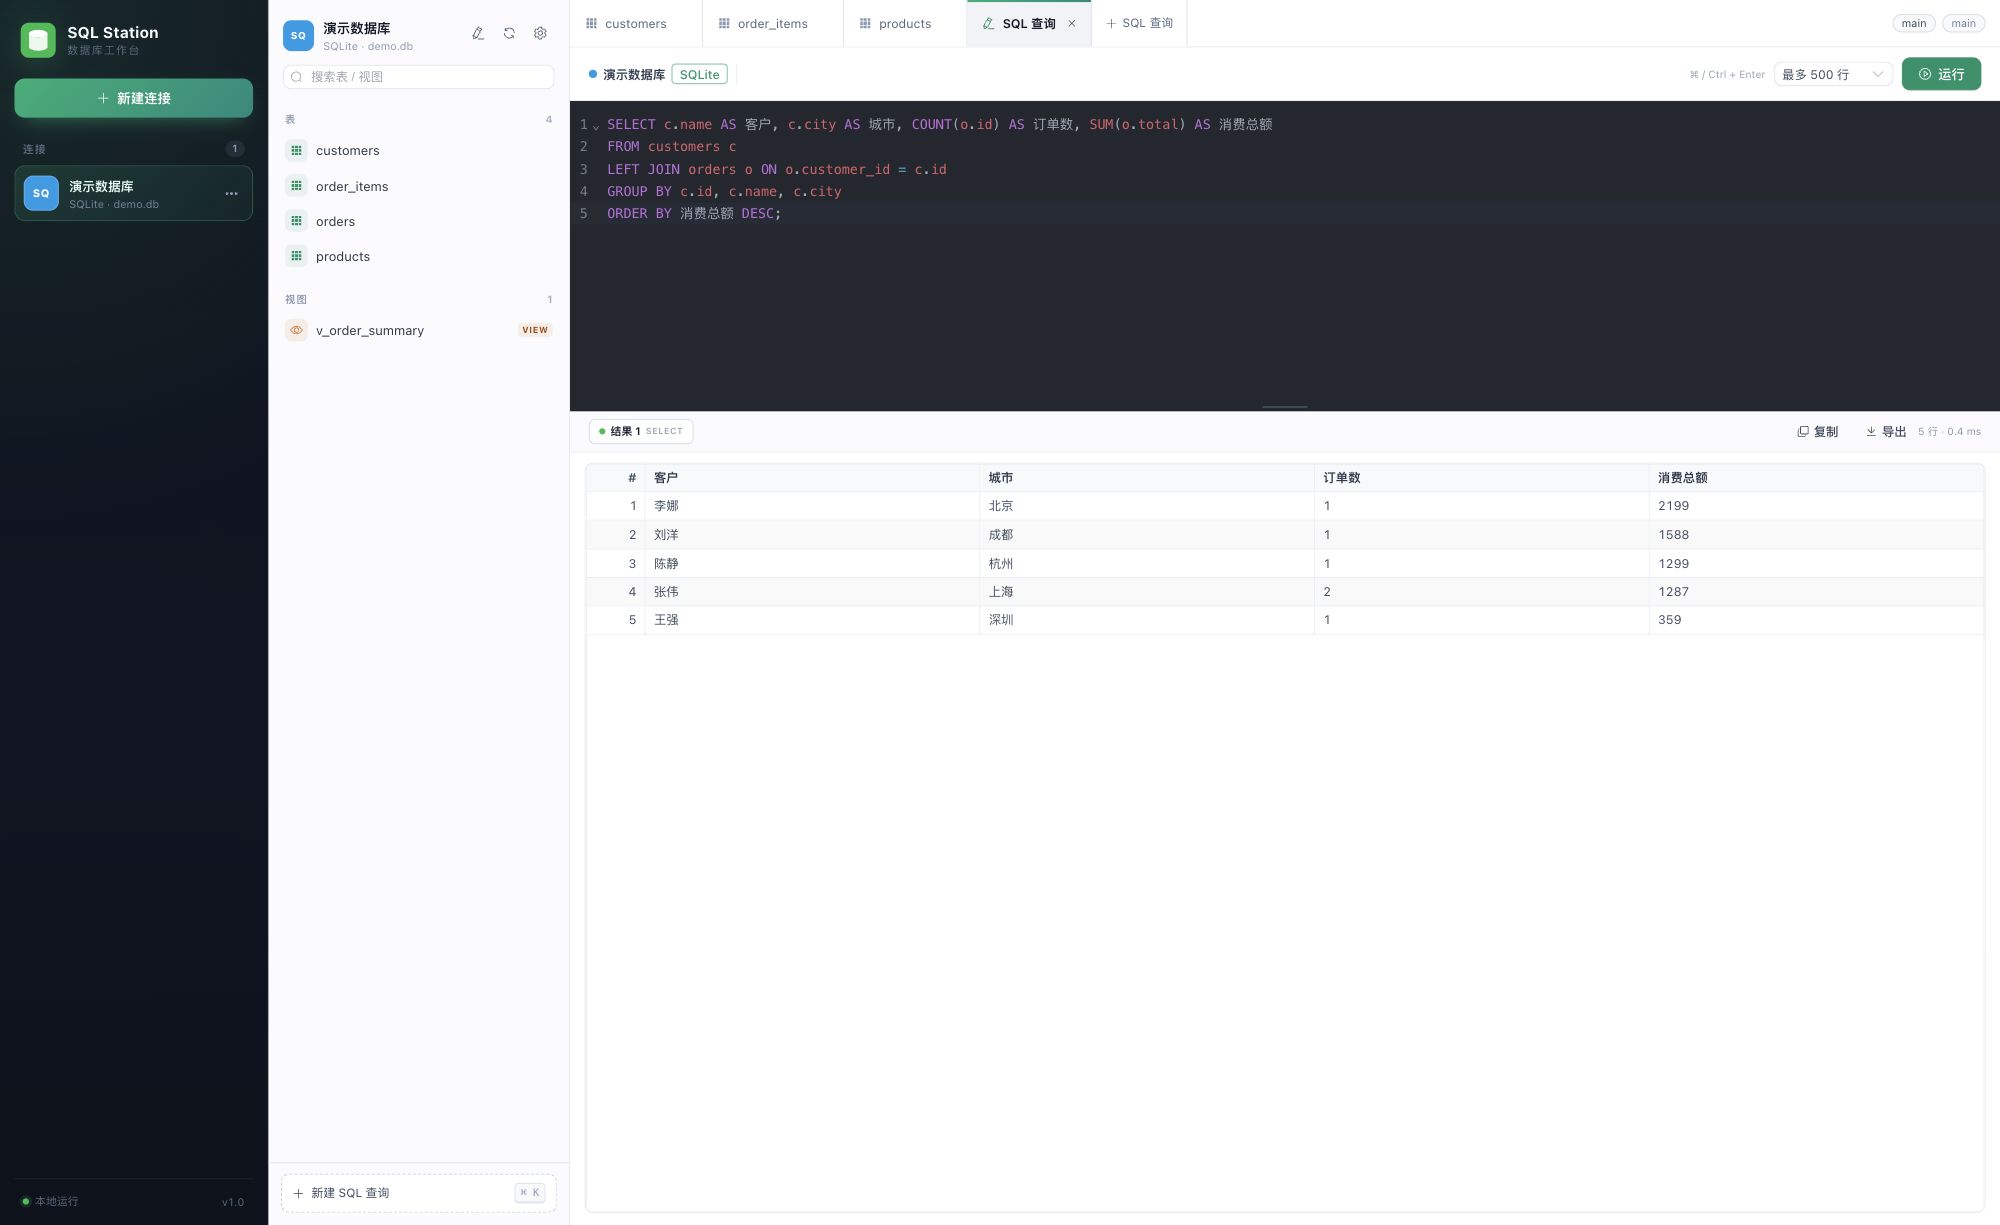 SQL Station
数据库工作台
新建连接
连接 1
SQ 演示数据库
SQLite · demo.db
本地运行 v1.0
SQ 演示数据库
SQLite · demo.db
搜索表 / 视图
表 4
customers
order_items
orders
products
视图 1
v_order_summary VIEW
新建 SQL 查询 ⌘ K
customers order_items products SQL 查询 × + SQL 查询 main main
演示数据库 SQLite ⌘ / Ctrl + Enter 最多 500 行 运行
1 SELECT c.name AS 客户, c.city AS 城市, COUNT(o.id) AS 订单数, SUM(o.total) AS 消费总额
2 FROM customers c
3 LEFT JOIN orders o ON o.customer_id = c.id
4 GROUP BY c.id, c.name, c.city
5 ORDER BY 消费总额 DESC;
结果 1 SELECT 复制 导出 5 行 · 0.4 ms
# 客户 城市 订单数 消费总额
1 李娜 北京 1 2199
2 刘洋 成都 1 1588
3 陈静 杭州 1 1299
4 张伟 上海 2 1287
5 王强 深圳 1 359